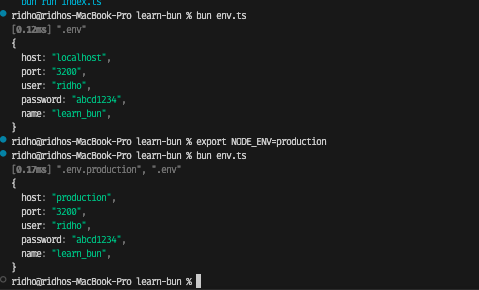 bun run index.ts
ridho@ridhos-MacBook-Pro learn-bun % bun env.ts
[0.12ms] ".env"
{
  host: "localhost",
  port: "3200",
  user: "ridho",
  password: "abcd1234",
  name: "learn_bun",
}
ridho@ridhos-MacBook-Pro learn-bun % export NODE_ENV=production
ridho@ridhos-MacBook-Pro learn-bun % bun env.ts
[0.17ms] ".env.production", ".env"
{
  host: "production",
  port: "3200",
  user: "ridho",
  password: "abcd1234",
  name: "learn_bun",
}
ridho@ridhos-MacBook-Pro learn-bun %